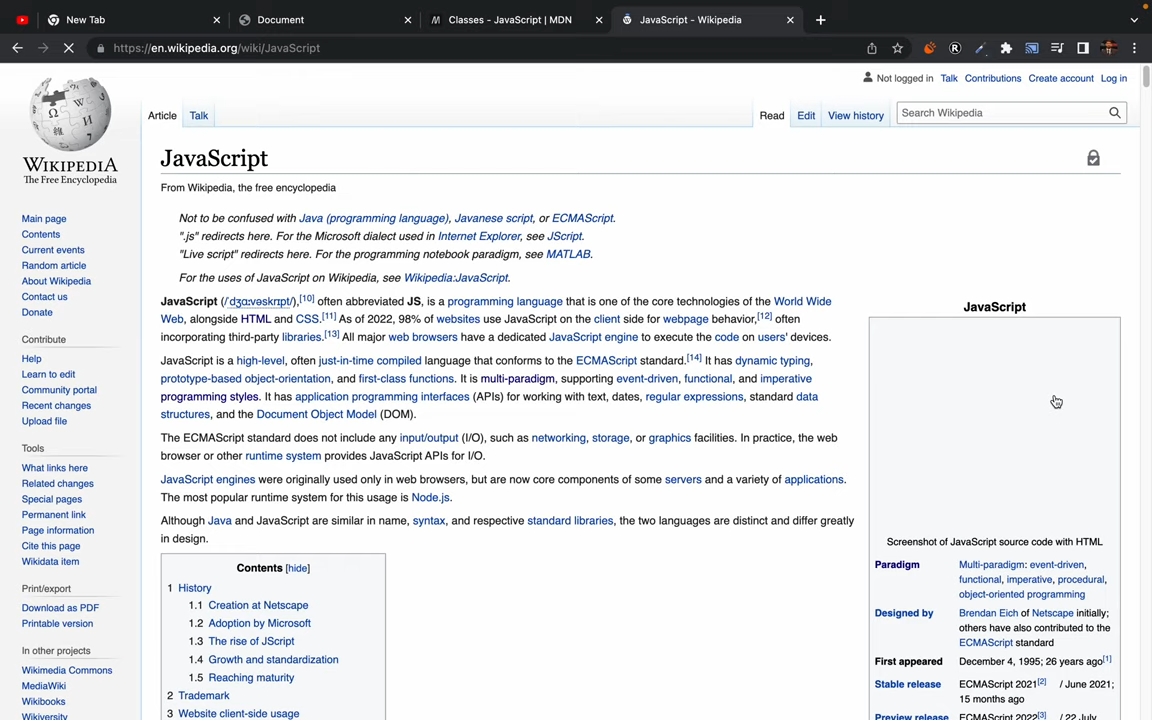 New Tab
Document
Classes - JavaScript | MDN
JavaScript - Wikipedia
https://en.wikipedia.org/wiki/JavaScript
Not logged in Talk Contributions Create account Log in
Article Talk
Read Edit View history
Search Wikipedia
WIKIPEDIA
The Free Encyclopedia
Main page
Contents
Current events
Random article
About Wikipedia
Contact us
Donate
Contribute
Help
Learn to edit
Community portal
Recent changes
Upload file
Tools
What links here
Related changes
Special pages
Permanent link
Page information
Cite this page
Wikidata item
Print/export
Download as PDF
Printable version
In other projects
Wikimedia Commons
MediaWiki
Wikibooks
Wikiversity
JavaScript
From Wikipedia, the free encyclopedia
Not to be confused with Java (programming language), Javanese script, or ECMAScript.
".js" redirects here. For the Microsoft dialect used in Internet Explorer, see JScript.
"Live script" redirects here. For the programming notebook paradigm, see MATLAB.
For the uses of JavaScript on Wikipedia, see Wikipedia:JavaScript.
JavaScript (/ˈdʒɑːvəskrɪpt/),[10] often abbreviated JS, is a programming language that is one of the core technologies of the World Wide
Web, alongside HTML and CSS.[11] As of 2022, 98% of websites use JavaScript on the client side for webpage behavior,[12] often
incorporating third-party libraries.[13] All major web browsers have a dedicated JavaScript engine to execute the code on users' devices.
JavaScript is a high-level, often just-in-time compiled language that conforms to the ECMAScript standard.[14] It has dynamic typing,
prototype-based object-orientation, and first-class functions. It is multi-paradigm, supporting event-driven, functional, and imperative
programming styles. It has application programming interfaces (APIs) for working with text, dates, regular expressions, standard data
structures, and the Document Object Model (DOM).
The ECMAScript standard does not include any input/output (I/O), such as networking, storage, or graphics facilities. In practice, the web
browser or other runtime system provides JavaScript APIs for I/O.
JavaScript engines were originally used only in web browsers, but are now core components of some servers and a variety of applications.
The most popular runtime system for this usage is Node.js.
Although Java and JavaScript are similar in name, syntax, and respective standard libraries, the two languages are distinct and differ greatly
in design.
Contents [hide]
1 History
1.1 Creation at Netscape
1.2 Adoption by Microsoft
1.3 The rise of JScript
1.4 Growth and standardization
1.5 Reaching maturity
2 Trademark
3 Website client-side usage
JavaScript
Screenshot of JavaScript source code with HTML
Paradigm Multi-paradigm: event-driven,
functional, imperative, procedural,
object-oriented programming
Designed by Brendan Eich of Netscape initially;
others have also contributed to the
ECMAScript standard
First appeared December 4, 1995; 26 years ago[1]
Stable release ECMAScript 2021[2] / June 2021;
15 months ago
Preview release ECMAScript 2022[3] / 22 July